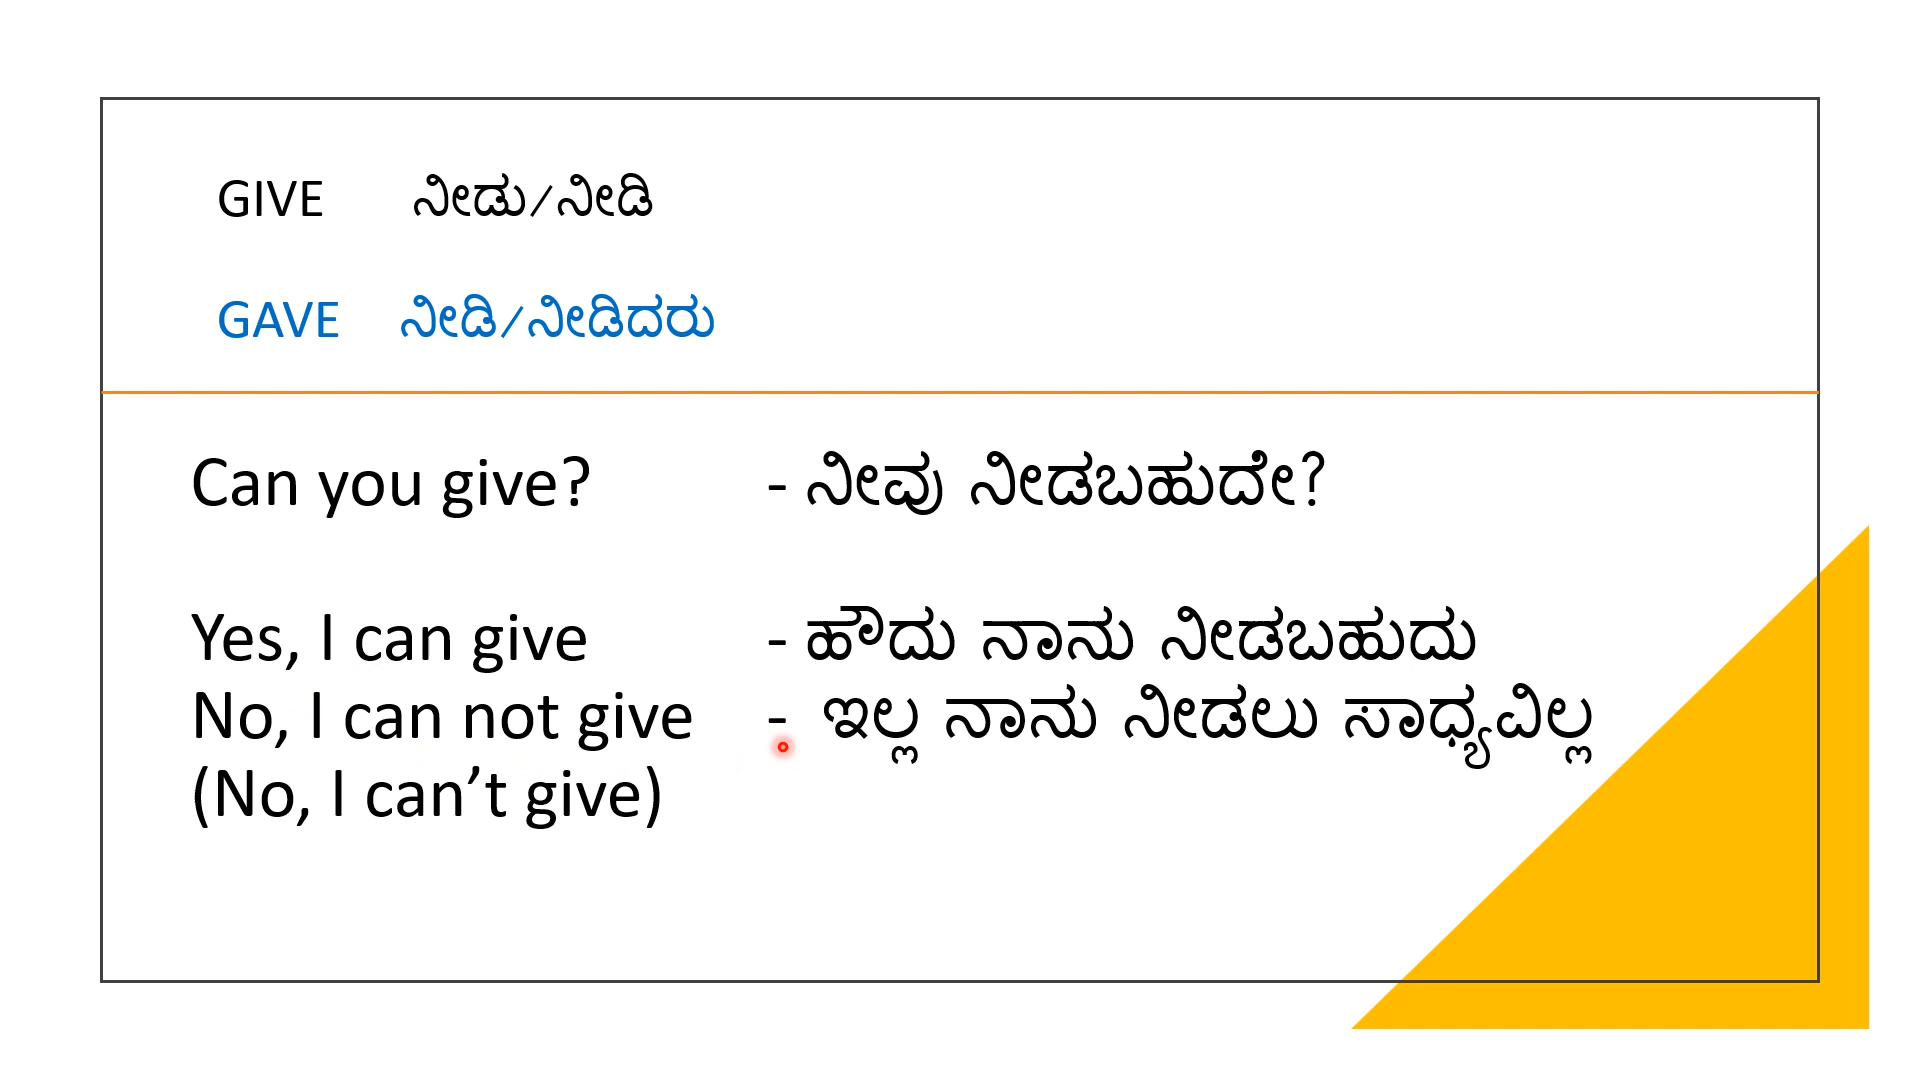 GIVE ನೀಡು/ನೀಡಿ
GAVE ನೀಡಿ/ನೀಡಿದರು
Can you give? - ನೀವು ನೀಡಬಹುದೇ?
Yes, I can give - ಹೌದು ನಾನು ನೀಡಬಹುದು
No, I can not give - ಇಲ್ಲ ನಾನು ನೀಡಲು ಸಾಧ್ಯವಿಲ್ಲ
(No, I can’t give)